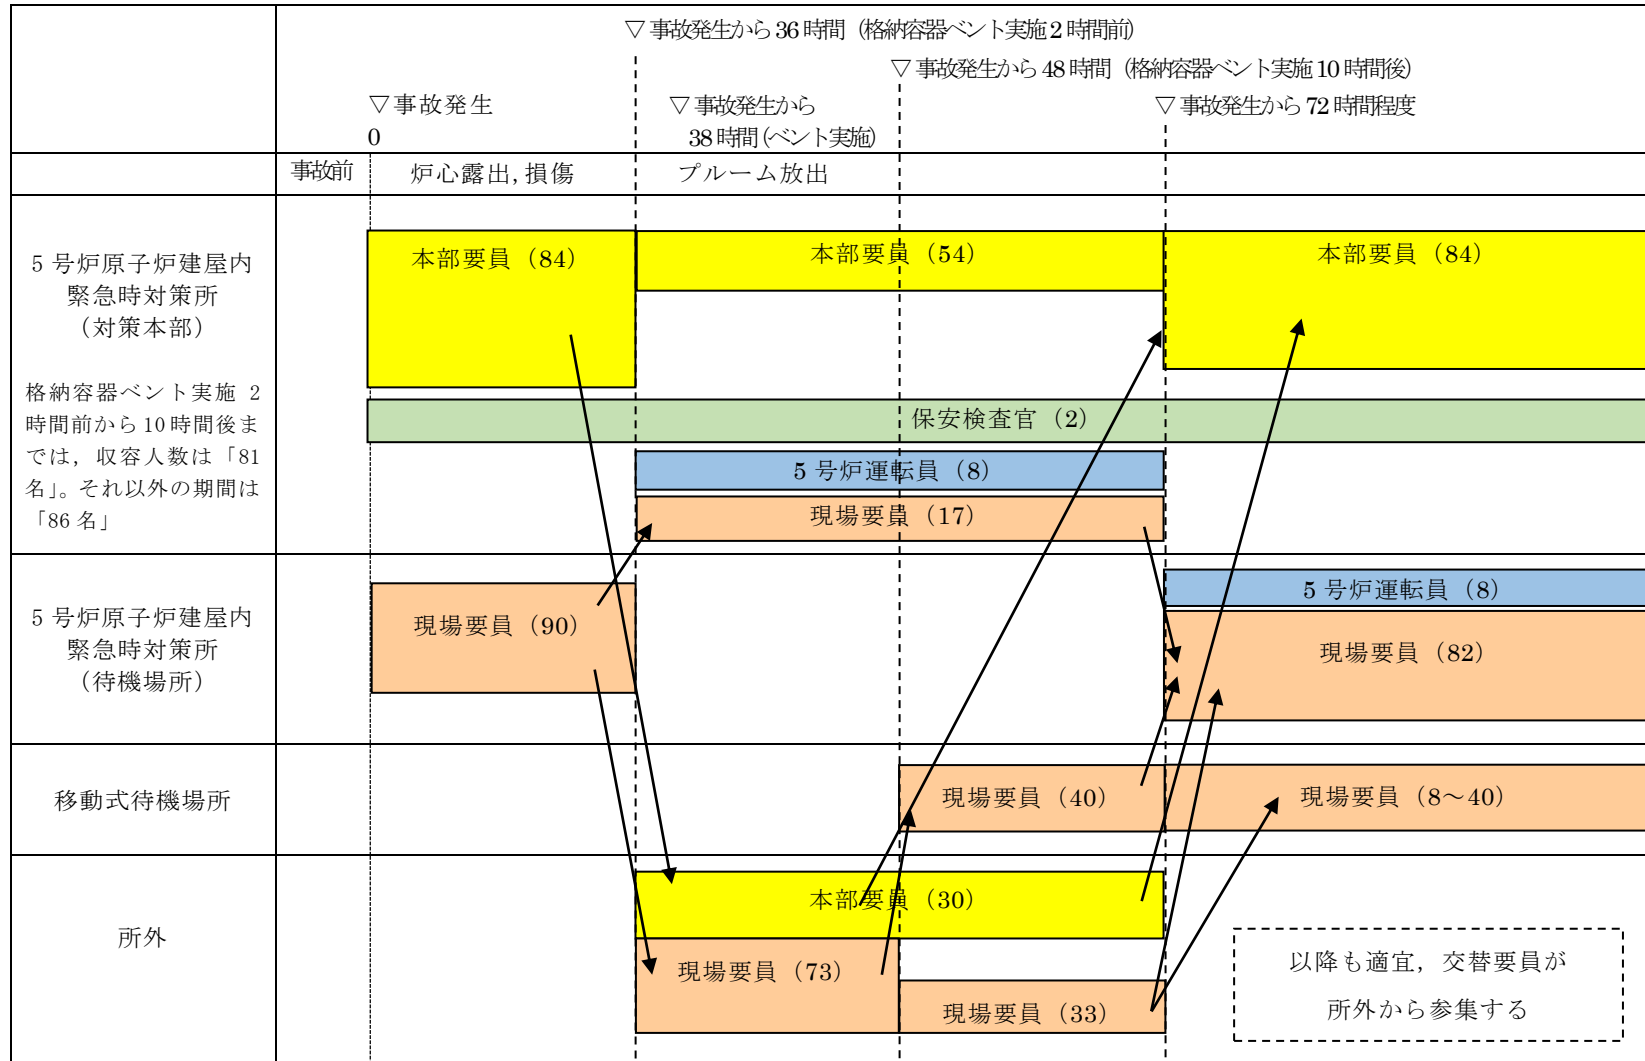 ▽事故発生から36時間（格納容器ベント実施2時間前）
▽事故発生から48時間（格納容器ベント実施10時間後）
▽事故発生
0
▽事故発生から
38時間(ベント実施)
▽事故発生から72時間程度
事故前
炉心露出,損傷
プルーム放出
5号炉原子炉建屋内
緊急時対策所
（対策本部）
格納容器ベント実施 2
時間前から10時間後ま
では，収容人数は「81
名」。それ以外の期間は
「86名」
本部要員（84）
本部要員（54）
本部要員（84）
保安検査官（2）
5号炉運転員（8）
現場要員（17）
5号炉原子炉建屋内
緊急時対策所
（待機場所）
現場要員（90）
5号炉運転員（8）
現場要員（82）
移動式待機場所
現場要員（40）
現場要員（8～40）
所外
本部要員（30）
現場要員（73）
現場要員（33）
以降も適宜，交替要員が
所外から参集する